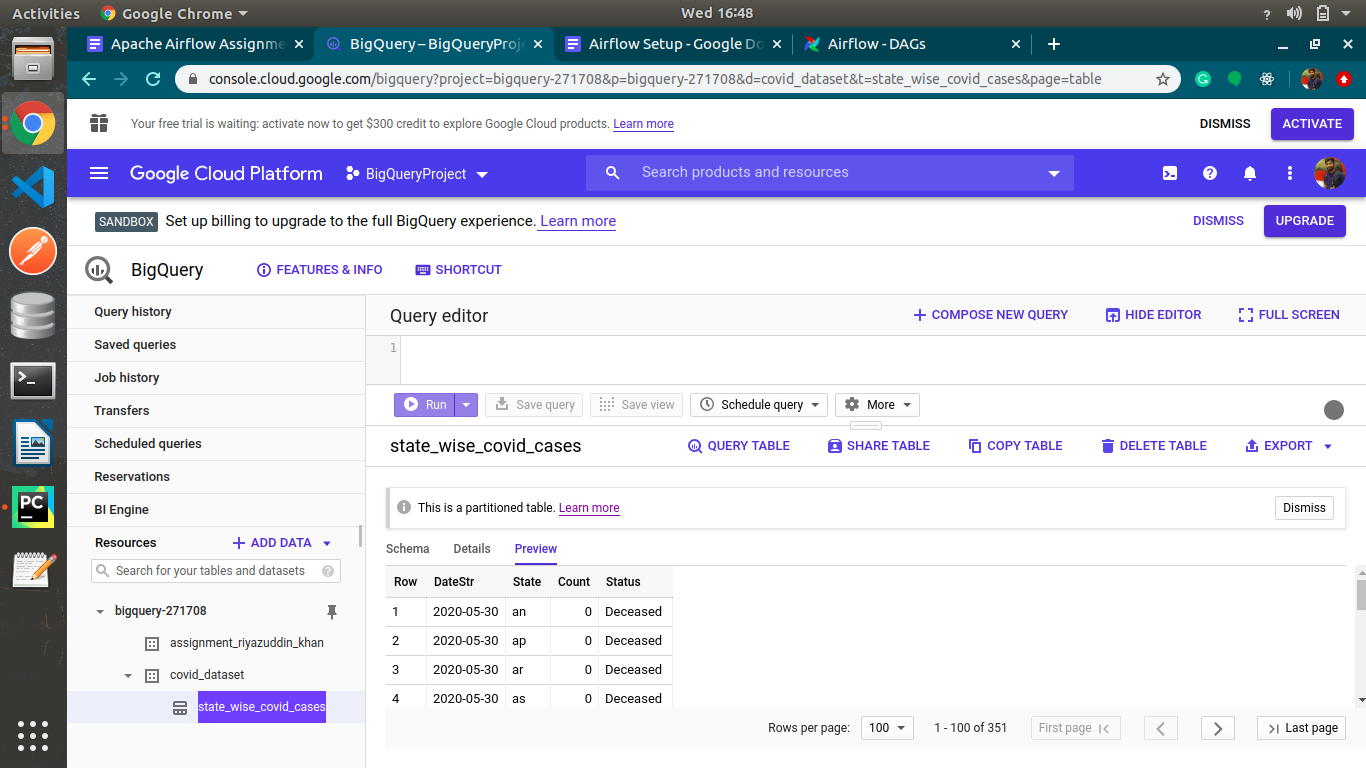 Activities Google Chrome Wed 16:48
Apache Airflow Assignme BigQuery – BigQueryProje Airflow Setup - Google Do Airflow - DAGs
console.cloud.google.com/bigquery?project=bigquery-271708&p=bigquery-271708&d=covid_dataset&t=state_wise_covid_cases&page=table
Your free trial is waiting: activate now to get $300 credit to explore Google Cloud products. Learn more DISMISS ACTIVATE
Google Cloud Platform BigQueryProject Search products and resources
SANDBOX Set up billing to upgrade to the full BigQuery experience. Learn more DISMISS UPGRADE
BigQuery FEATURES & INFO SHORTCUT
Query history
Saved queries
Job history
Transfers
Scheduled queries
Reservations
BI Engine
Resources ADD DATA
Search for your tables and datasets
bigquery-271708
assignment_riyazuddin_khan
covid_dataset
state_wise_covid_cases
Query editor COMPOSE NEW QUERY HIDE EDITOR FULL SCREEN
1
Run Save query Save view Schedule query More
state_wise_covid_cases QUERY TABLE SHARE TABLE COPY TABLE DELETE TABLE EXPORT
This is a partitioned table. Learn more Dismiss
Schema Details Preview
Row DateStr State Count Status
1 2020-05-30 an 0 Deceased
2 2020-05-30 ap 0 Deceased
3 2020-05-30 ar 0 Deceased
4 2020-05-30 as 0 Deceased
Rows per page: 100 1 - 100 of 351 First page Last page